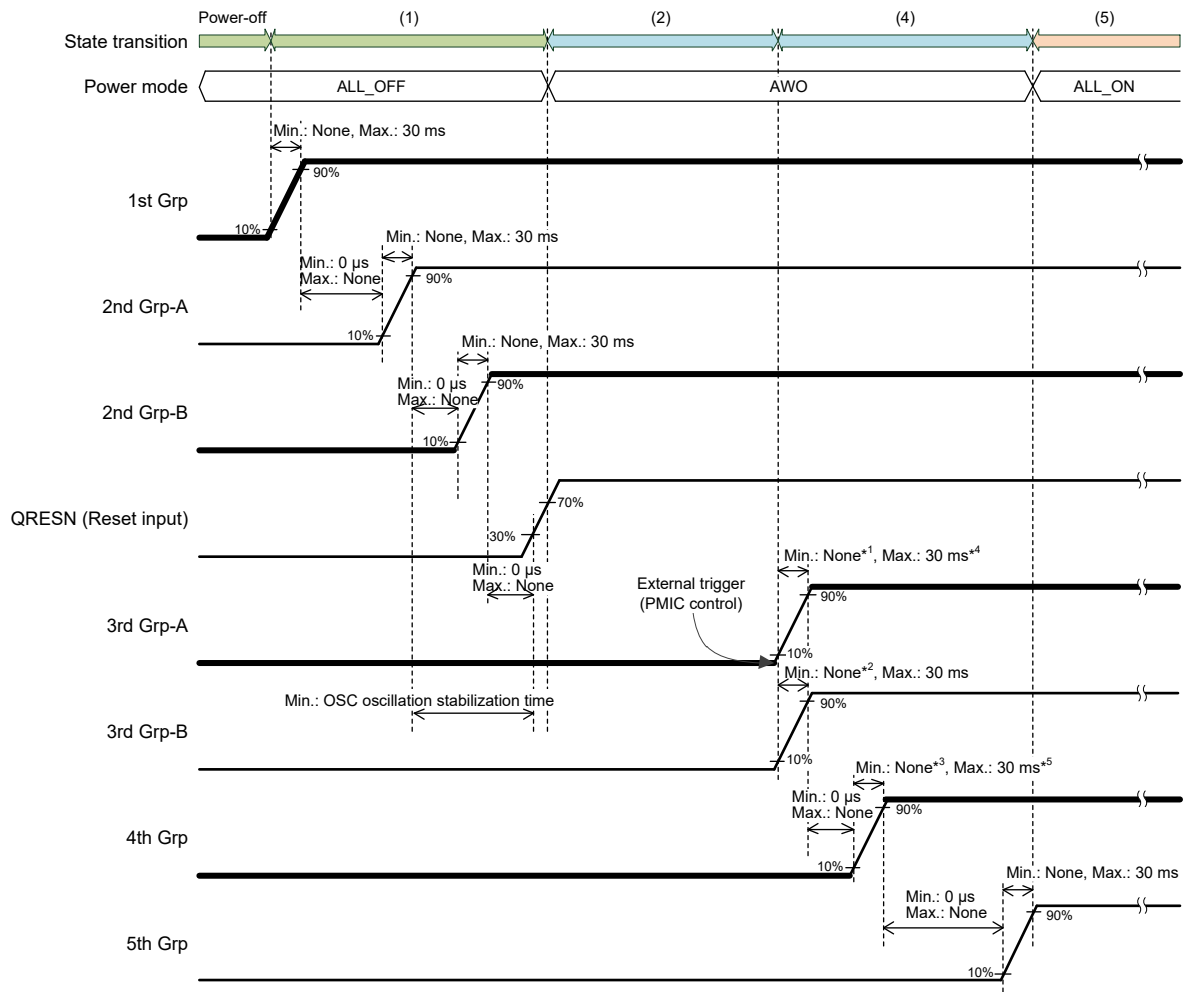 Power-off (1) (2) (4) (5)
State transition
Power mode ALL_OFF AWO ALL_ON
Min.: None, Max.: 30 ms
90%
1st Grp
10%
Min.: None, Max.: 30 ms
Min.: 0 µs
Max.: None
90%
2nd Grp-A
10%
Min.: None, Max.: 30 ms
Min.: 0 µs
Max.: None
90%
2nd Grp-B
10%
70%
QRESN (Reset input)
30%
Min.: 0 µs
Max.: None
Min.: None*1, Max.: 30 ms*4
External trigger
(PMIC control)
90%
3rd Grp-A
10%
Min.: None*2, Max.: 30 ms
Min.: OSC oscillation stabilization time
90%
3rd Grp-B
10%
Min.: None*3, Max.: 30 ms*5
Min.: 0 µs
Max.: None
90%
4th Grp
10%
Min.: None, Max.: 30 ms
Min.: 0 µs
Max.: None
90%
5th Grp
10%